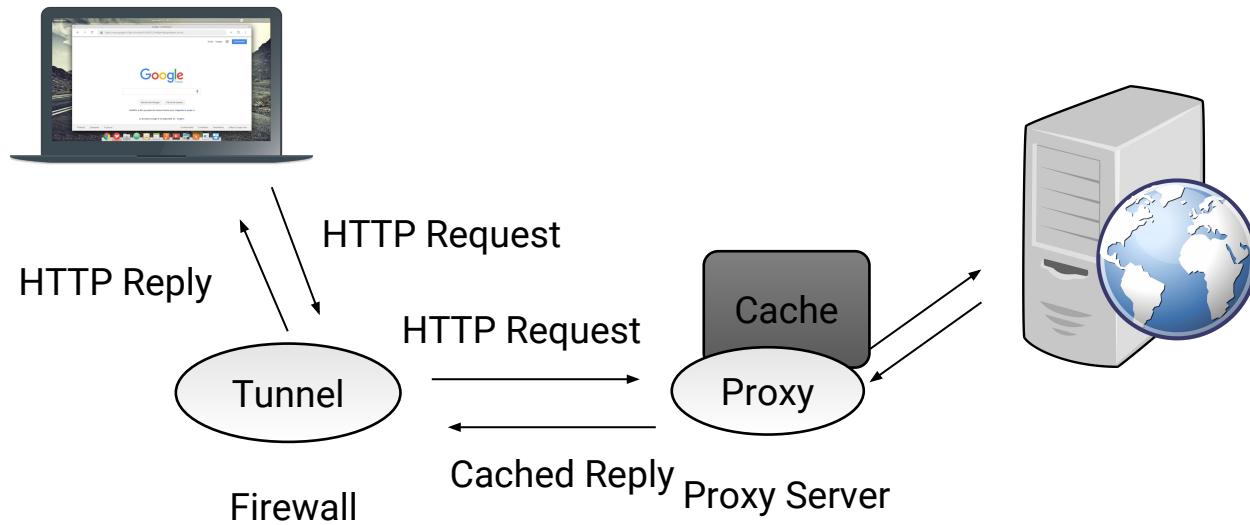 Google
HTTP Request
HTTP Reply
HTTP Request
Cache
Tunnel
Proxy
Cached Reply
Firewall
Proxy Server